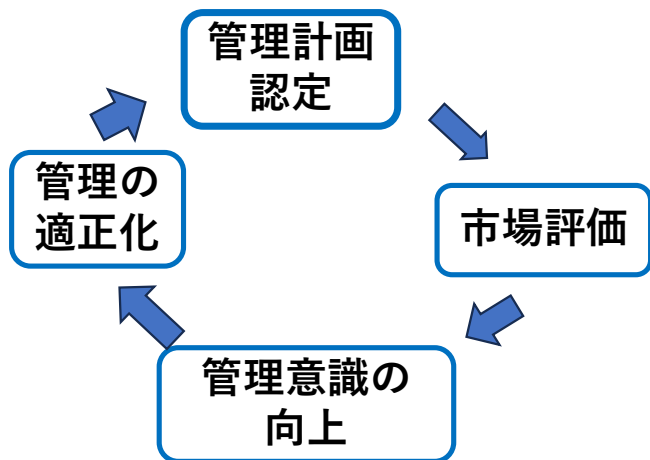 管理計画
認定
市場評価
管理意識の
向上
管理の
適正化